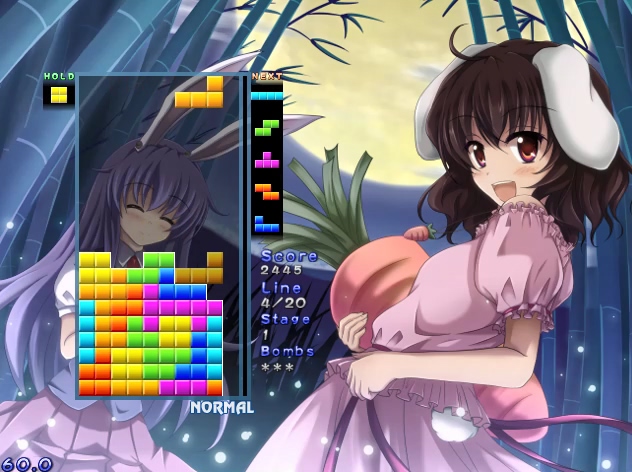 HOLD
NEXT
Score
2445
Line
4/20
Stage
1
Bombs
***
NORMAL
60.0